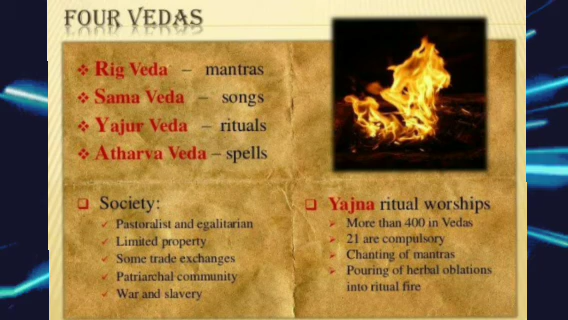 FOUR VEDAS
Rig Veda – mantras
Sama Veda – songs
Yajur Veda – rituals
Atharva Veda – spells
Society:
Pastoralist and egalitarian
Limited property
Some trade exchanges
Patriarchal community
War and slavery
Yajna ritual worships
More than 400 in Vedas
21 are compulsory
Chanting of mantras
Pouring of herbal oblations
into ritual fire